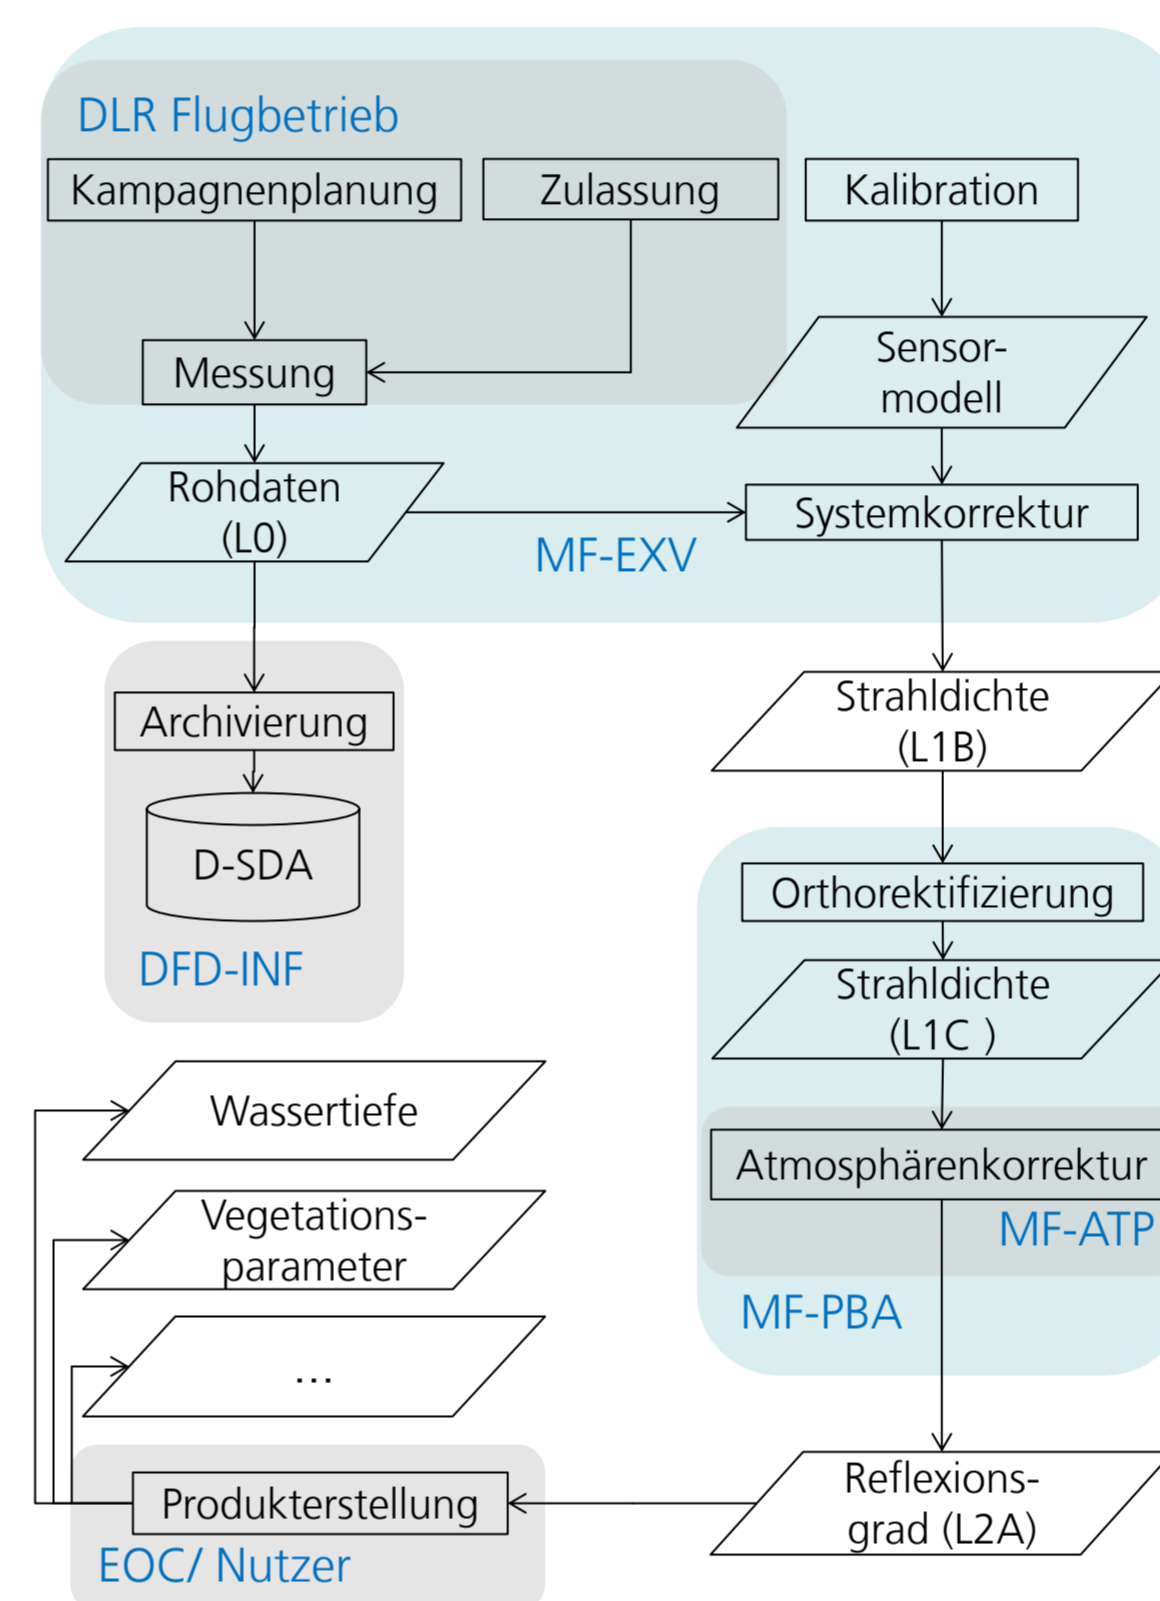 DLR Flugbetrieb
Kampagnenplanung
Zulassung
Kalibration
Messung
Sensor-
modell
Rohdaten
(L0)
Systemkorrektur
MF-EXV
Archivierung
D-SDA
DFD-INF
Strahldichte
(L1B)
Orthorektifizierung
Strahldichte
(L1C )
Atmosphärenkorrektur
MF-ATP
MF-PBA
Wassertiefe
Vegetations-
parameter
...
Reflexions-
grad (L2A)
Produkterstellung
EOC/ Nutzer